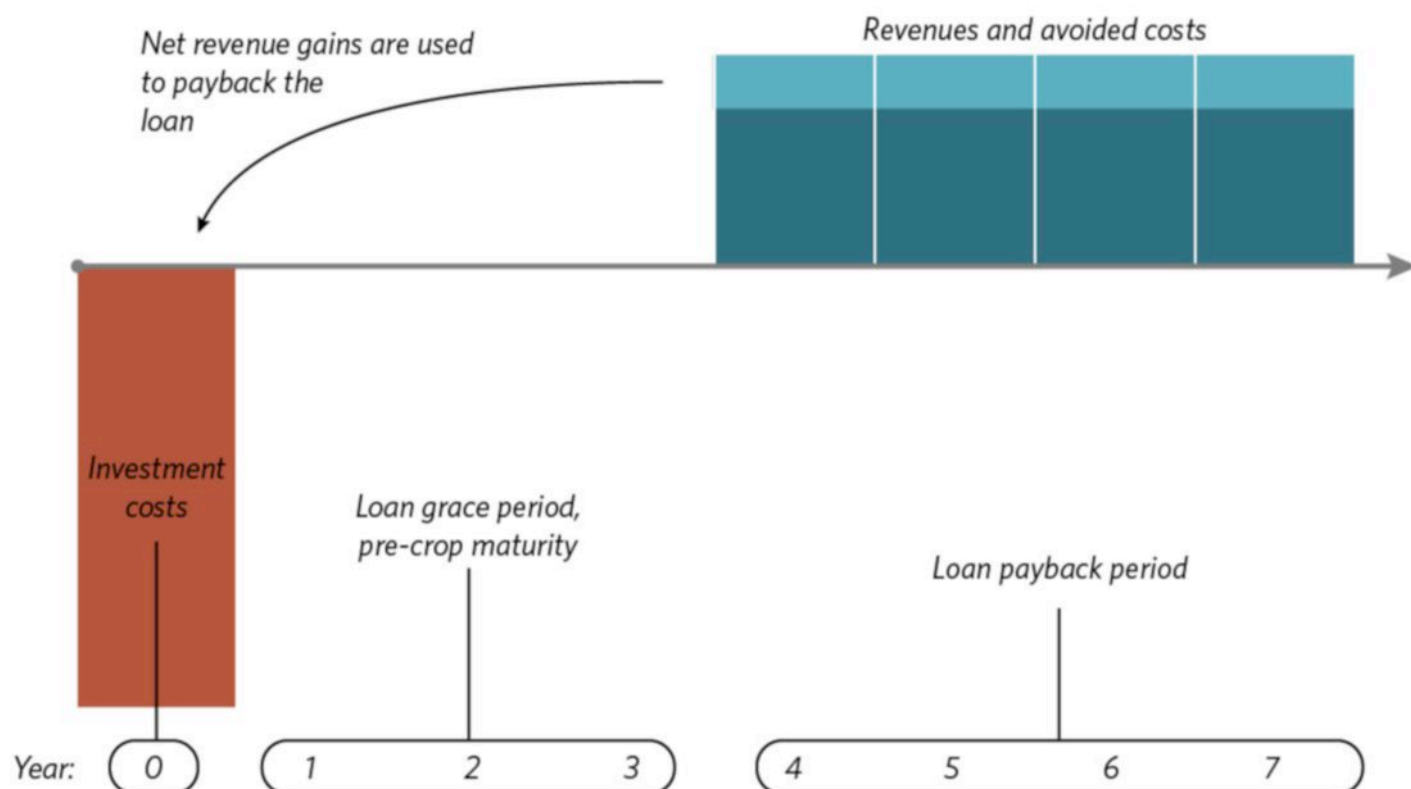 Net revenue gains are used
to payback the
loan
Revenues and avoided costs
Investment
costs
Loan grace period,
pre-crop maturity
Loan payback period
Year: 0 1 2 3 4 5 6 7